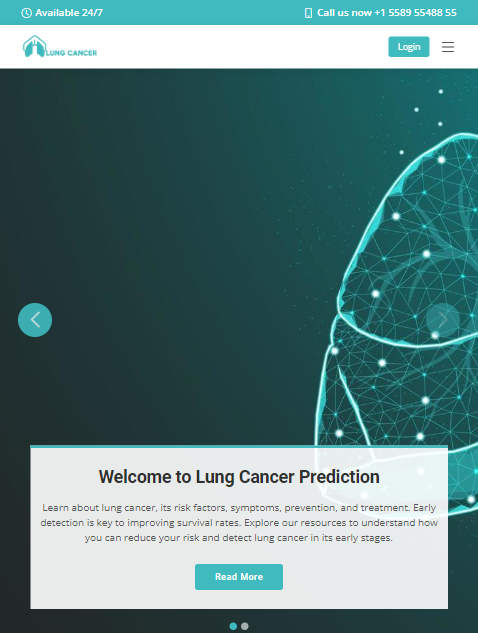 Available 24/7
Call us now +1 5589 55488 55
LUNG CANCER
Login
Welcome to Lung Cancer Prediction
Learn about lung cancer, its risk factors, symptoms, prevention, and treatment. Early
detection is key to improving survival rates. Explore our resources to understand how
you can reduce your risk and detect lung cancer in its early stages.
Read More